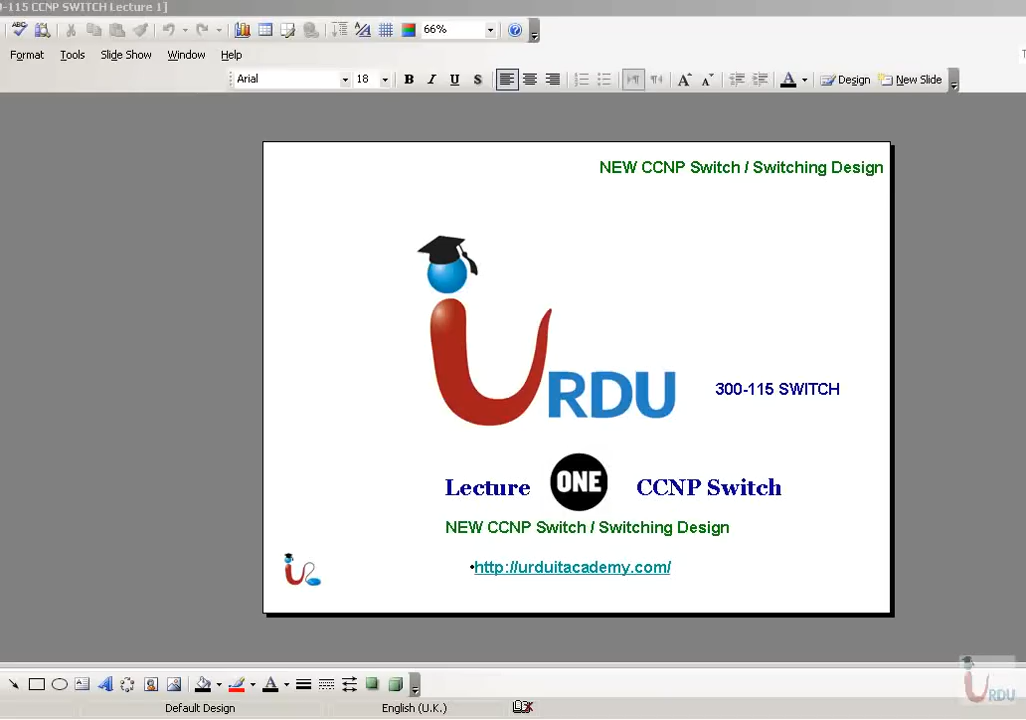 0-115 CCNP SWITCH Lecture 1]
ABC
66%
Format Tools Slide Show Window Help
Arial 18 B I U S A A A Design New Slide
NEW CCNP Switch / Switching Design
URDU
300-115 SWITCH
Lecture ONE CCNP Switch
NEW CCNP Switch / Switching Design
•http://urduitacademy.com/
URDU
Default Design English (U.K.)